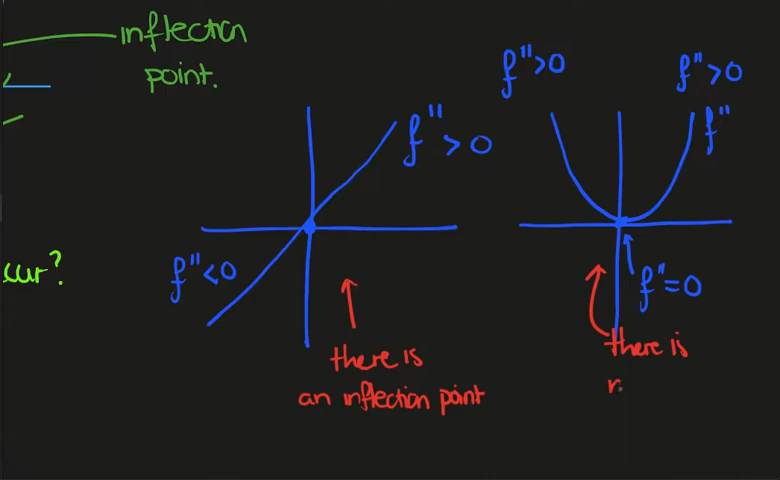 inflection
point.
f">0
f">0
f"
f"
>0
f"<0
cur?
f"=0
there is
an inflection point
there is
n